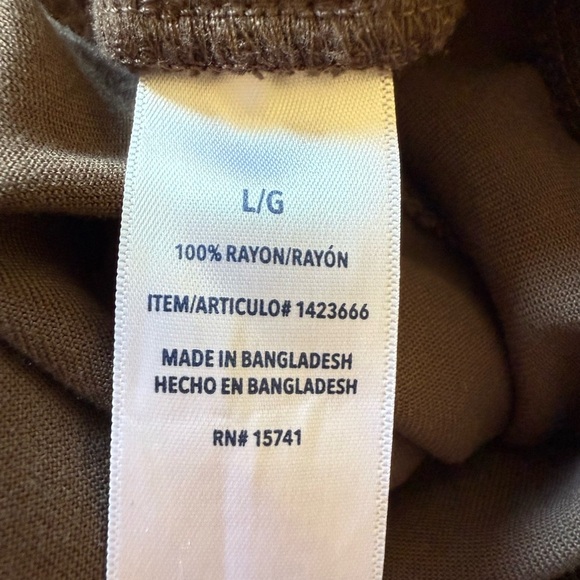 L/G
100% RAYON/RAYÓN
ITEM/ARTICULO# 1423666
MADE IN BANGLADESH
HECHO EN BANGLADESH
RN# 15741